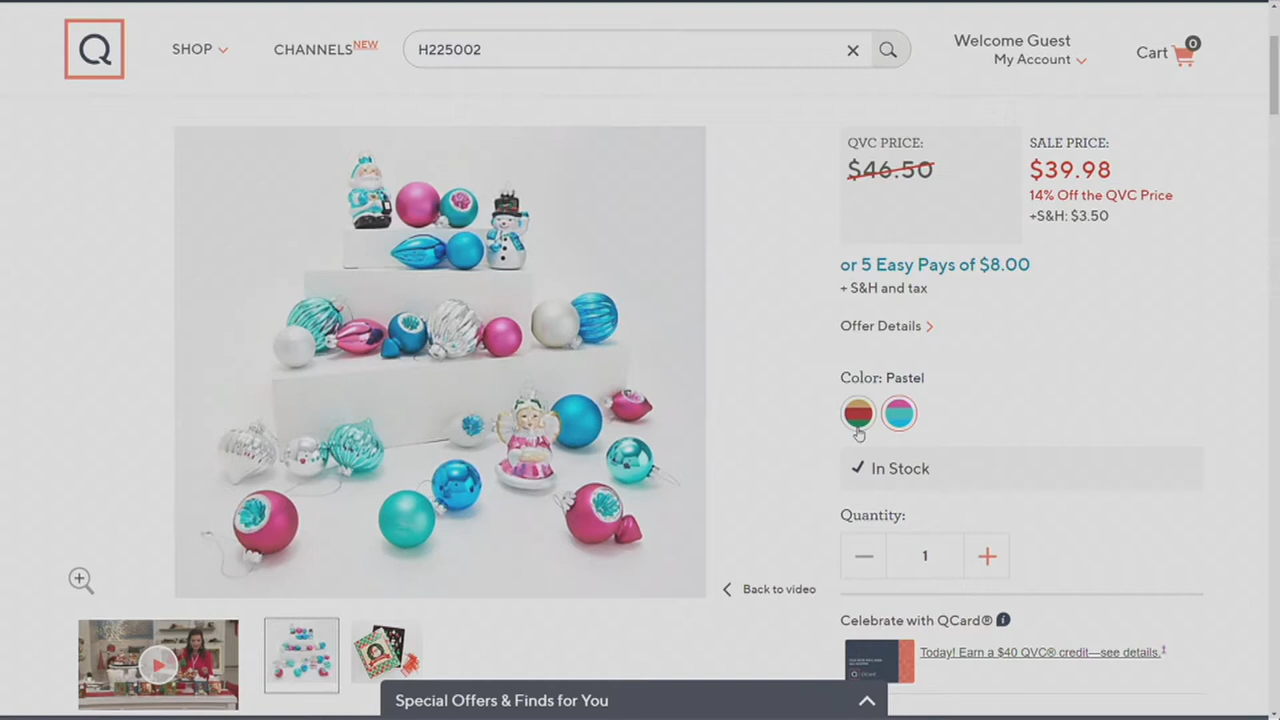 Q
SHOP
CHANNELS NEW
H225002
Welcome Guest
My Account
Cart 0
QVC PRICE:
$46.50
SALE PRICE:
$39.98
14% Off the QVC Price
+S&H: $3.50
or 5 Easy Pays of $8.00
+ S&H and tax
Offer Details
Color: Pastel
In Stock
Quantity:
1
Back to video
Celebrate with QCard®
Today! Earn a $40 QVC® credit—see details.‡
Special Offers & Finds for You